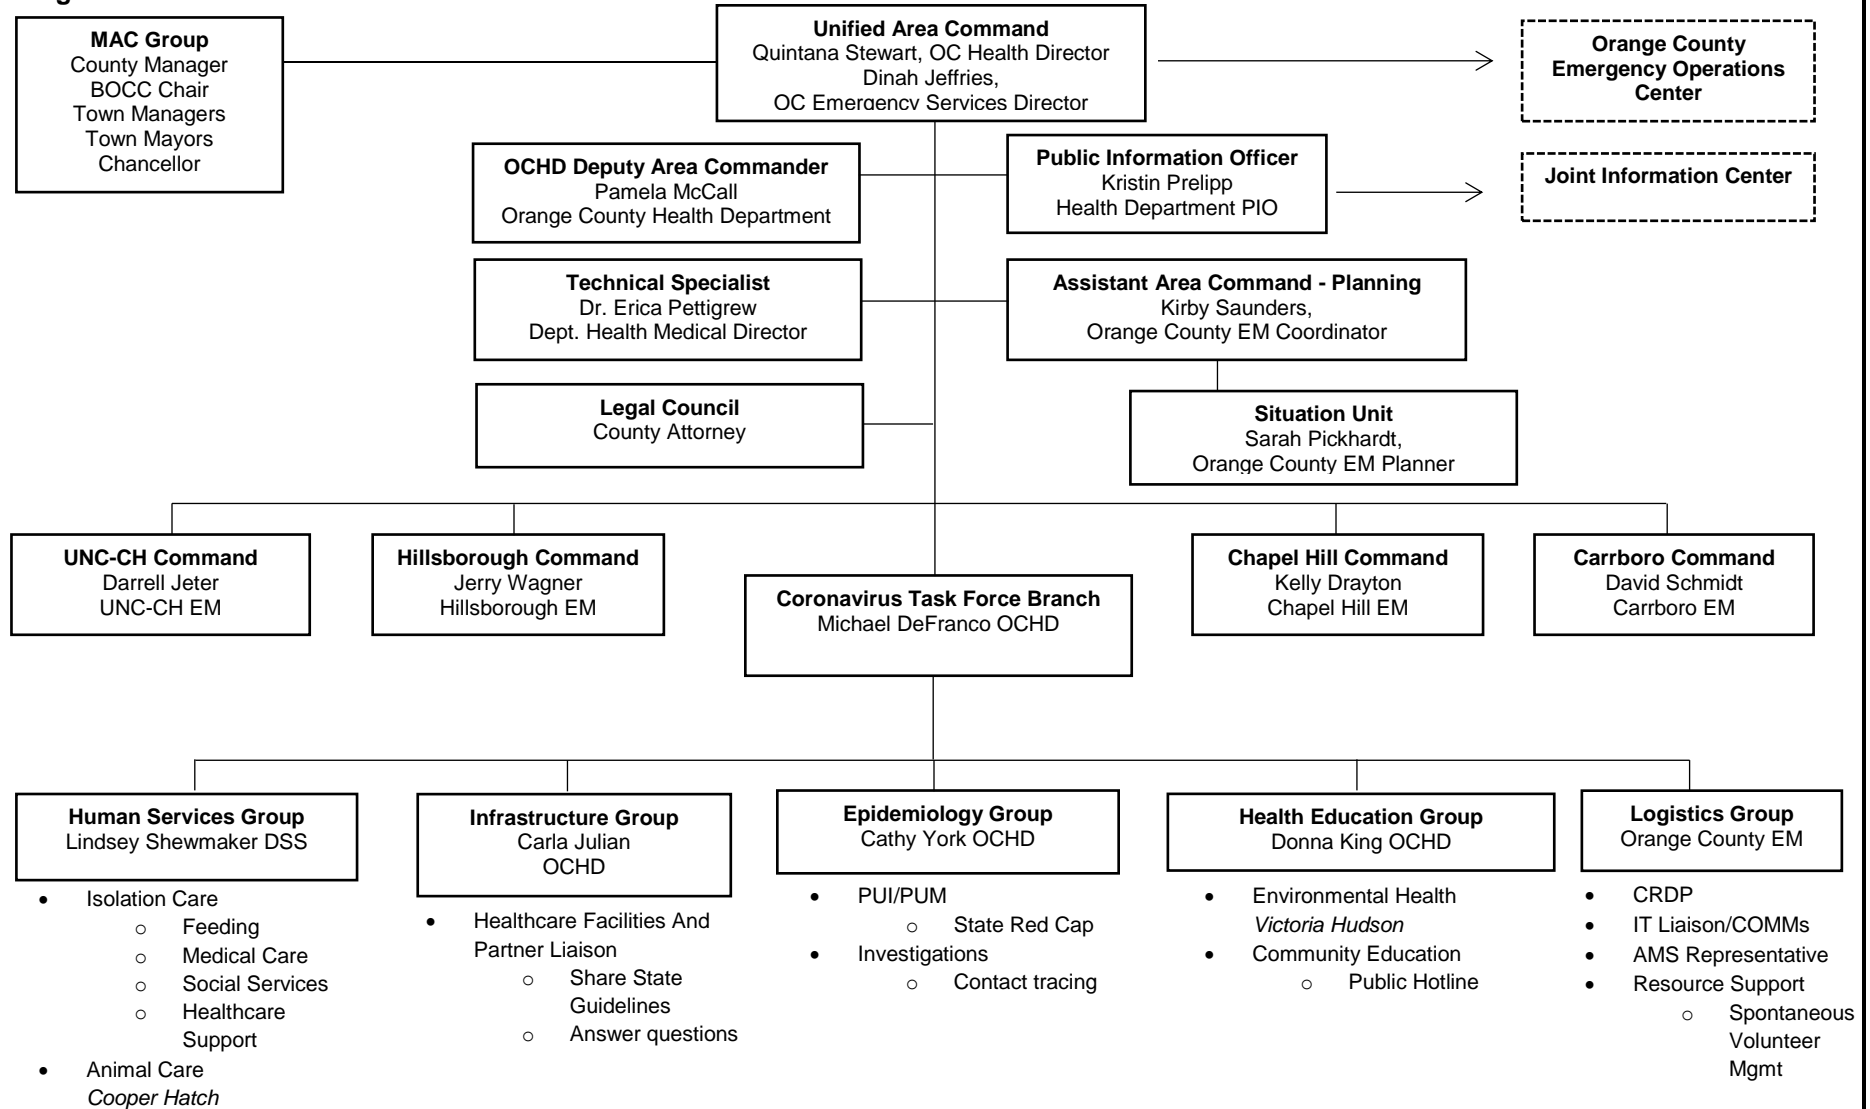 MAC Group
County Manager
BOCC Chair
Town Managers
Town Mayors
Chancellor
Unified Area Command
Quintana Stewart, OC Health Director
Dinah Jeffries,
OC Emergency Services Director
Orange County
Emergency Operations
Center
OCHD Deputy Area Commander
Pamela McCall
Orange County Health Department
Public Information Officer
Kristin Prelipp
Health Department PIO
Joint Information Center
Technical Specialist
Dr. Erica Pettigrew
Dept. Health Medical Director
Assistant Area Command - Planning
Kirby Saunders,
Orange County EM Coordinator
Legal Council
County Attorney
Situation Unit
Sarah Pickhardt,
Orange County EM Planner
UNC-CH Command
Darrell Jeter
UNC-CH EM
Hillsborough Command
Jerry Wagner
Hillsborough EM
Coronavirus Task Force Branch
Michael DeFranco OCHD
Chapel Hill Command
Kelly Drayton
Chapel Hill EM
Carrboro Command
David Schmidt
Carrboro EM
Human Services Group
Lindsey Shewmaker DSS
• Isolation Care
o Feeding
o Medical Care
o Social Services
o Healthcare
Support
• Animal Care
Cooper Hatch
Infrastructure Group
Carla Julian
OCHD
• Healthcare Facilities And
Partner Liaison
o Share State
Guidelines
o Answer questions
Epidemiology Group
Cathy York OCHD
• PUI/PUM
o State Red Cap
• Investigations
o Contact tracing
Health Education Group
Donna King OCHD
• Environmental Health
Victoria Hudson
• Community Education
o Public Hotline
Logistics Group
Orange County EM
• CRDP
• IT Liaison/COMMs
• AMS Representative
• Resource Support
o Spontaneous
Volunteer
Mgmt